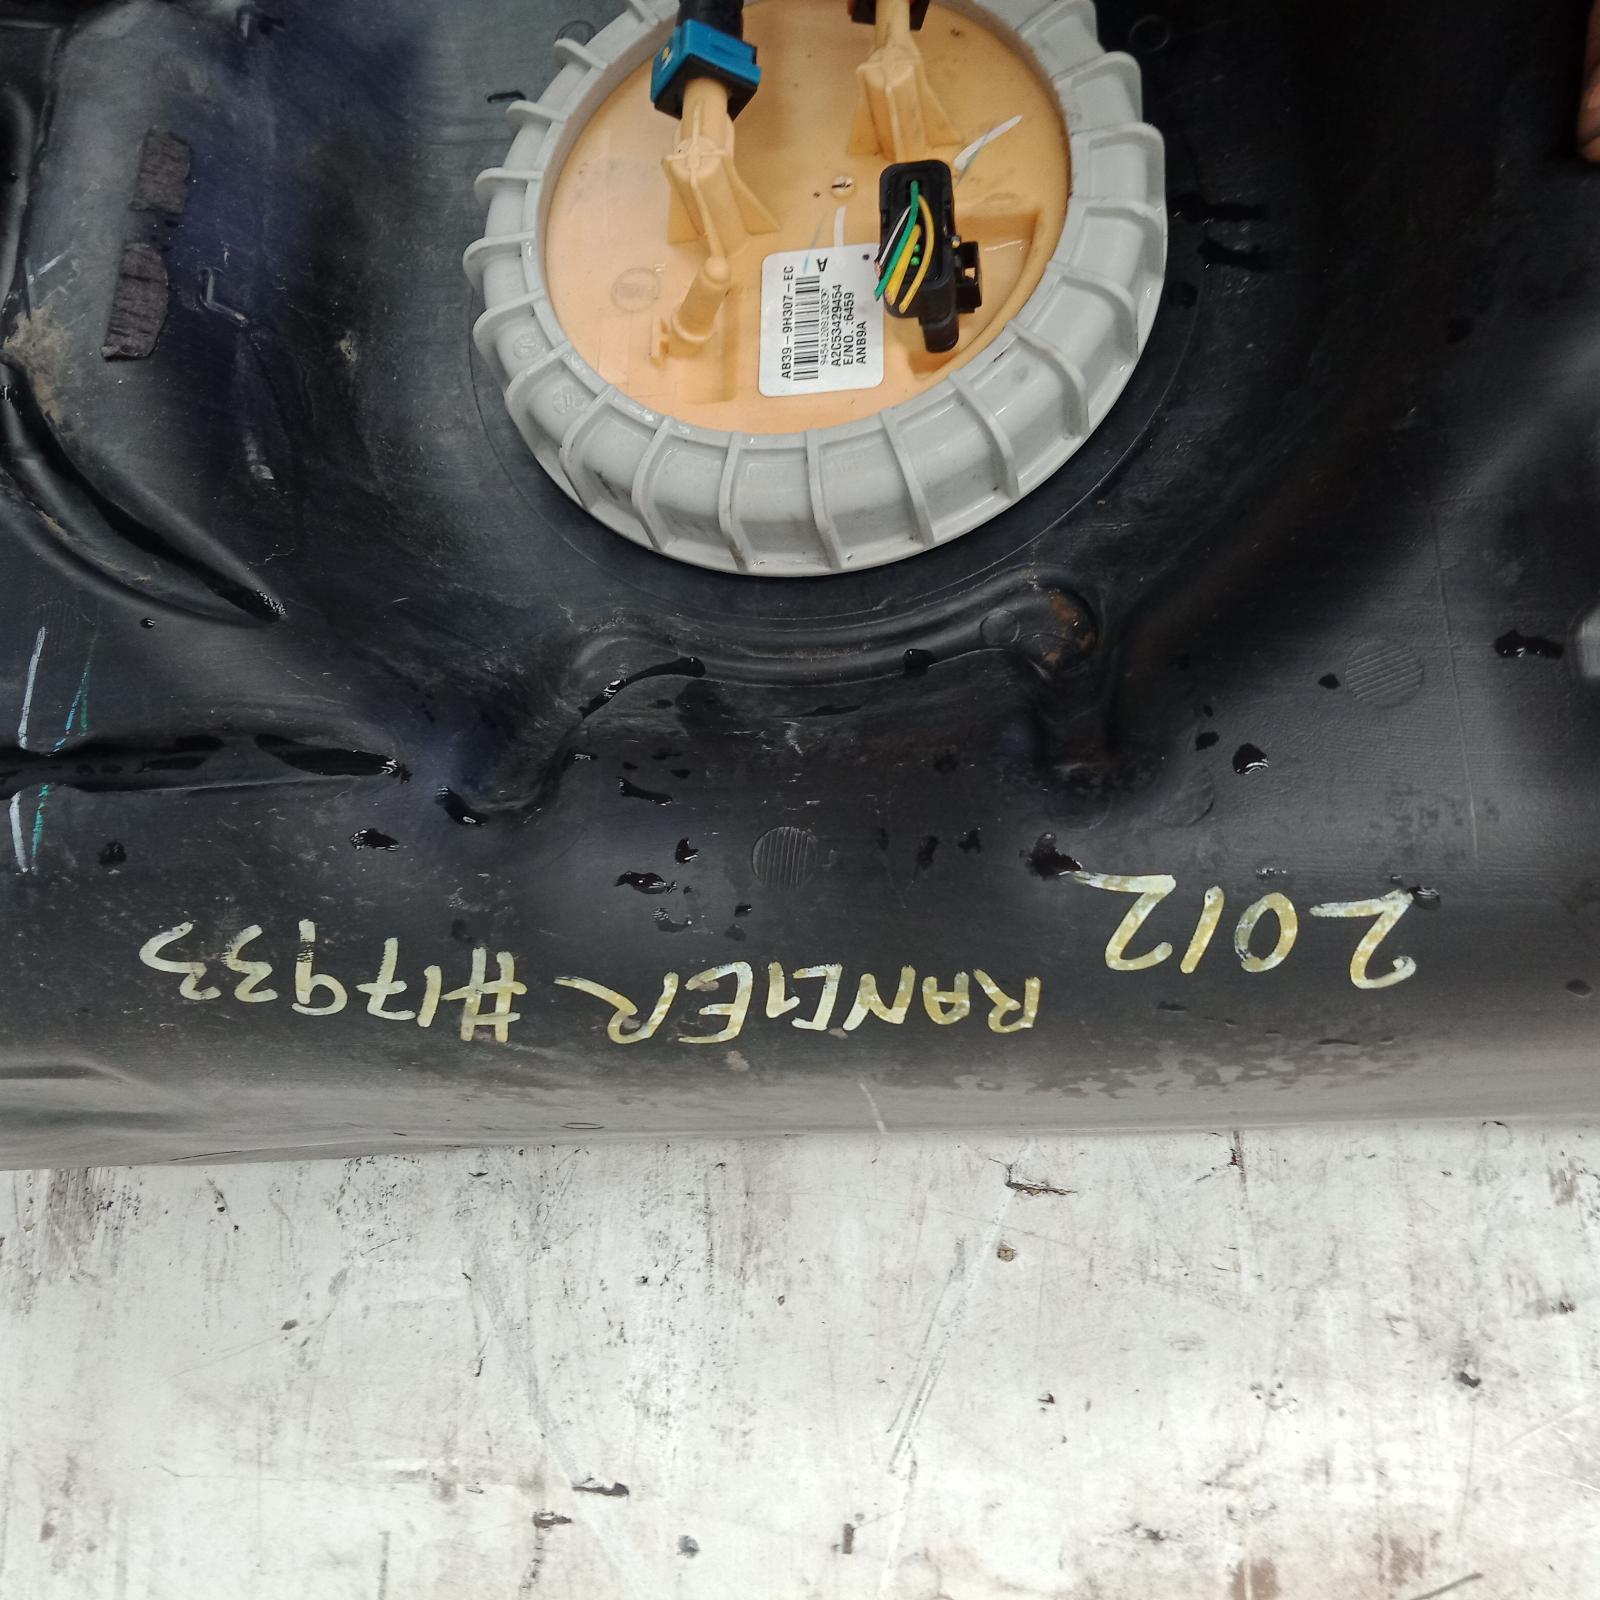 AB39-9H307-EC
A
A2C53429454
E/NO. :6459
ANB9A
2012
RANGER #17933